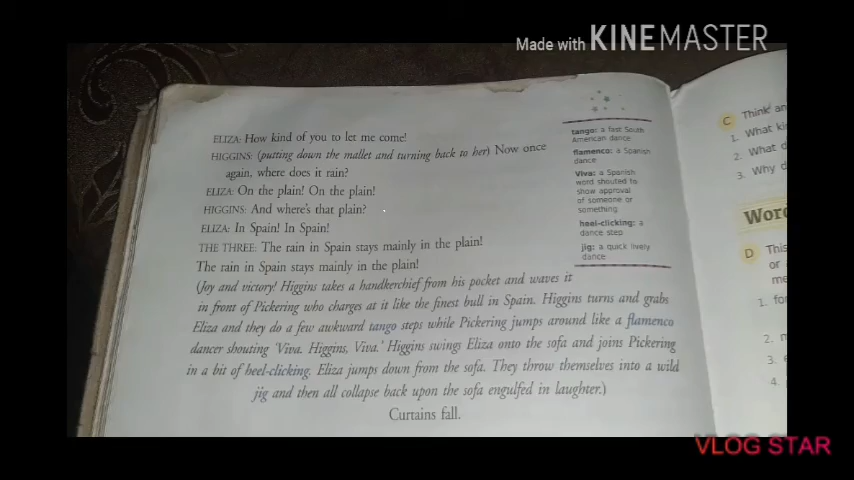 Made with KINEMASTER
ELIZA: How kind of you to let me come!
HIGGINS: (putting down the mallet and turning back to her) Now once
again, where does it rain?
ELIZA: On the plain! On the plain!
HIGGINS: And where's that plain?
ELIZA: In Spain! In Spain!
THE THREE: The rain in Spain stays mainly in the plain!
The rain in Spain stays mainly in the plain!
(Joy and victory! Higgins takes a handkerchief from his pocket and waves it
in front of Pickering who charges at it like the finest bull in Spain. Higgins turns and grabs
Eliza and they do a few awkward tango steps while Pickering jumps around like a flamenco
dancer shouting 'Viva. Higgins, Viva.' Higgins swings Eliza onto the sofa and joins Pickering
in a bit of heel-clicking. Eliza jumps down from the sofa. They throw themselves into a wild
jig and then all collapse back upon the sofa engulfed in laughter.)
Curtains fall.
tango: a fast South
American dance
flamenco: a Spanish
dance
Viva: a Spanish
word shouted to
show approval
of someone or
something
heel-clicking: a
dance step
jig: a quick lively
dance
C Think an
1. What ki
2. What d
3. Why d
Word
D This
or
me
1. fo
2.
3.
4.
VLOG STAR